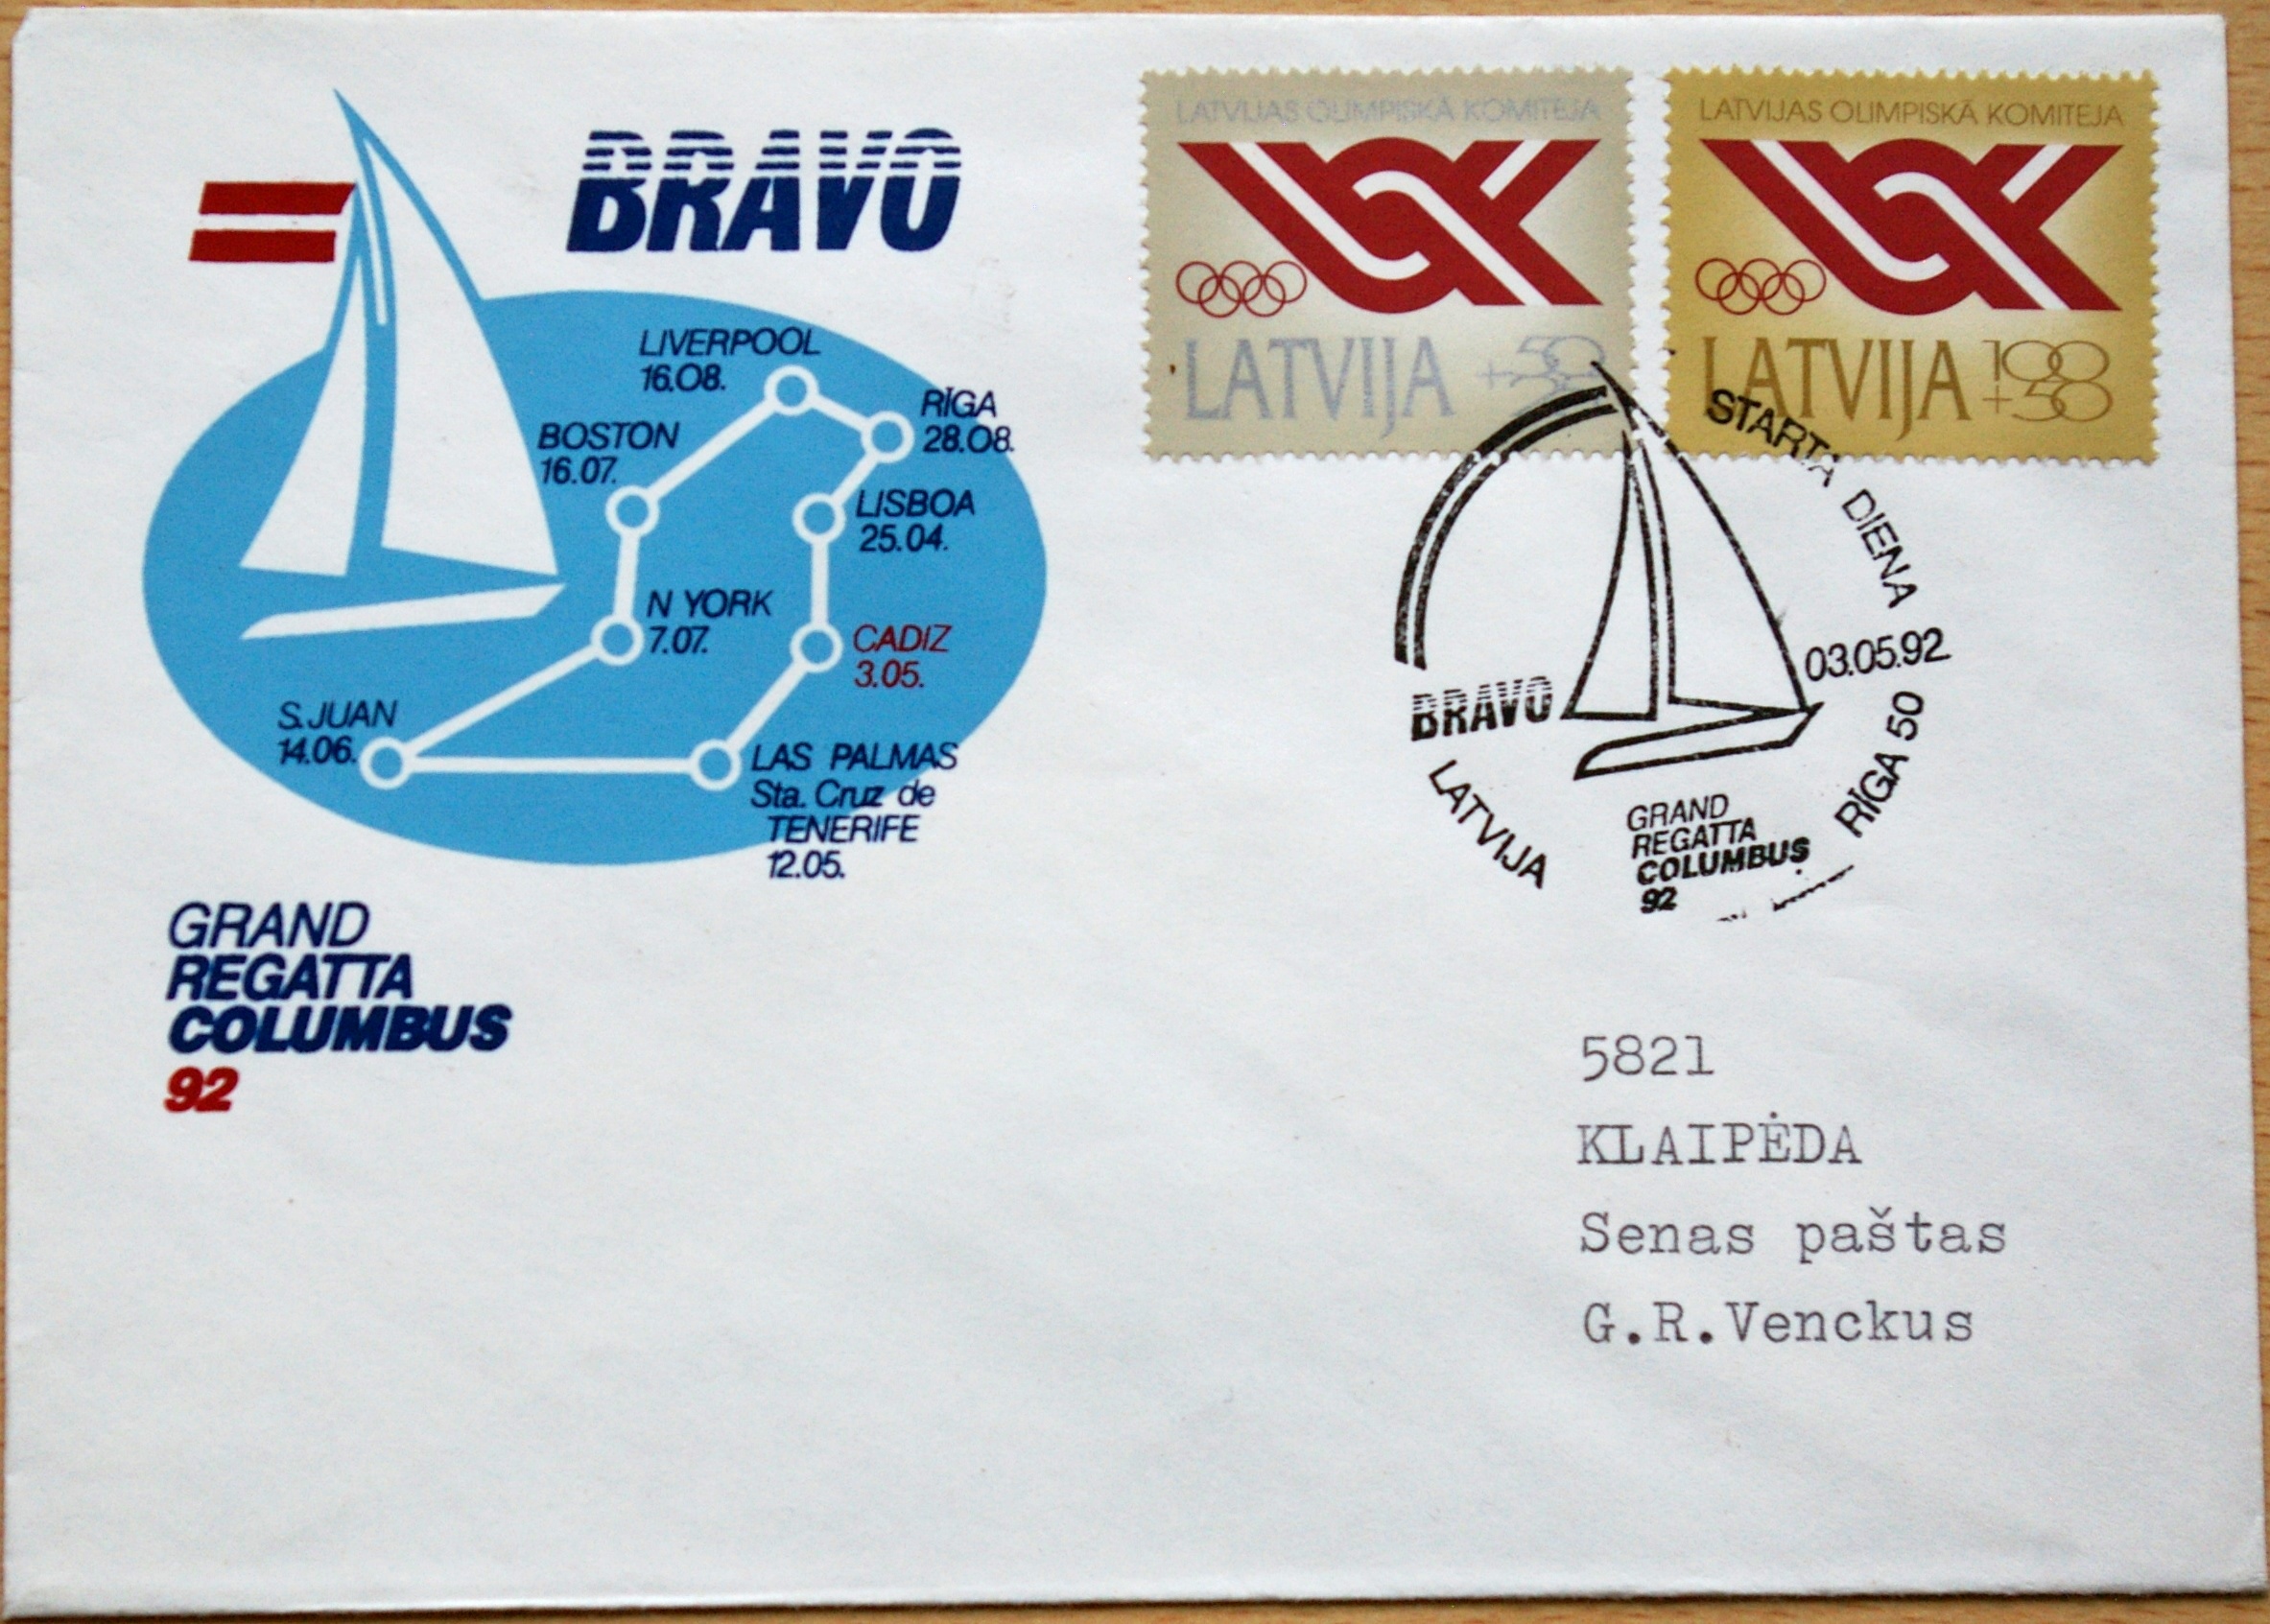 BRAVO
LIVERPOOL
16.08.
RĪGA
28.08.
BOSTON
16.07.
LISBOA
25.04.
N YORK
7.07.
CADIZ
3.05.
S. JUAN
14.06.
LAS PALMAS
Sta. Cruz de
TENERIFE
12.05.
GRAND
REGATTA
COLUMBUS
92
LATVIJAS OLIMPISKĀ KOMITEJA
LATVIJA
LATVIJAS OLIMPISKĀ KOMITEJA
LATVIJA 100
+50
STARTA DIENA
03.05.92
BRAVO
LATVIJA
RĪGA 50
GRAND
REGATTA
COLUMBUS
92
5821
KLAIPĖDA
Senas paštas
G.R.Venckus